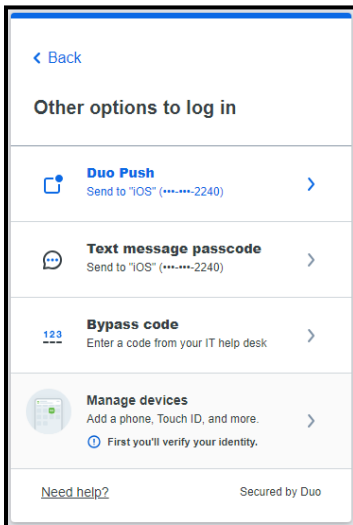 Back
Other options to log in
Duo Push
Send to "iOS" (•••-•••-2240)
Text message passcode
Send to "iOS" (•••-•••-2240)
123
Bypass code
Enter a code from your IT help desk
Manage devices
Add a phone, Touch ID, and more.
First you'll verify your identity.
Need help?
Secured by Duo